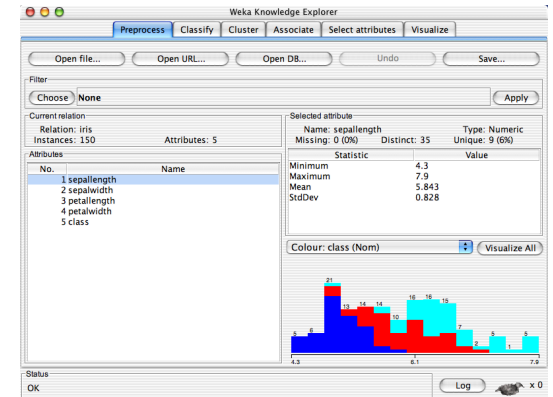 Weka Knowledge Explorer
Preprocess Classify Cluster Associate Select attributes Visualize
Open file... Open URL... Open DB... Undo Save...
Filter
Choose None Apply
Current relation
Relation: iris
Instances: 150 Attributes: 5
Attributes
No. Name
1 sepallength
2 sepalwidth
3 petallength
4 petalwidth
5 class
Selected attribute
Name: sepallength Type: Numeric
Missing: 0 (0%) Distinct: 35 Unique: 9 (6%)
Statistic Value
Minimum 4.3
Maximum 7.9
Mean 5.843
StdDev 0.828
Colour: class (Nom) Visualize All
5 6 21 13 14 14 10 16 16 15 7 2 5 1 5
4.3 6.1 7.9
Status
OK Log x 0